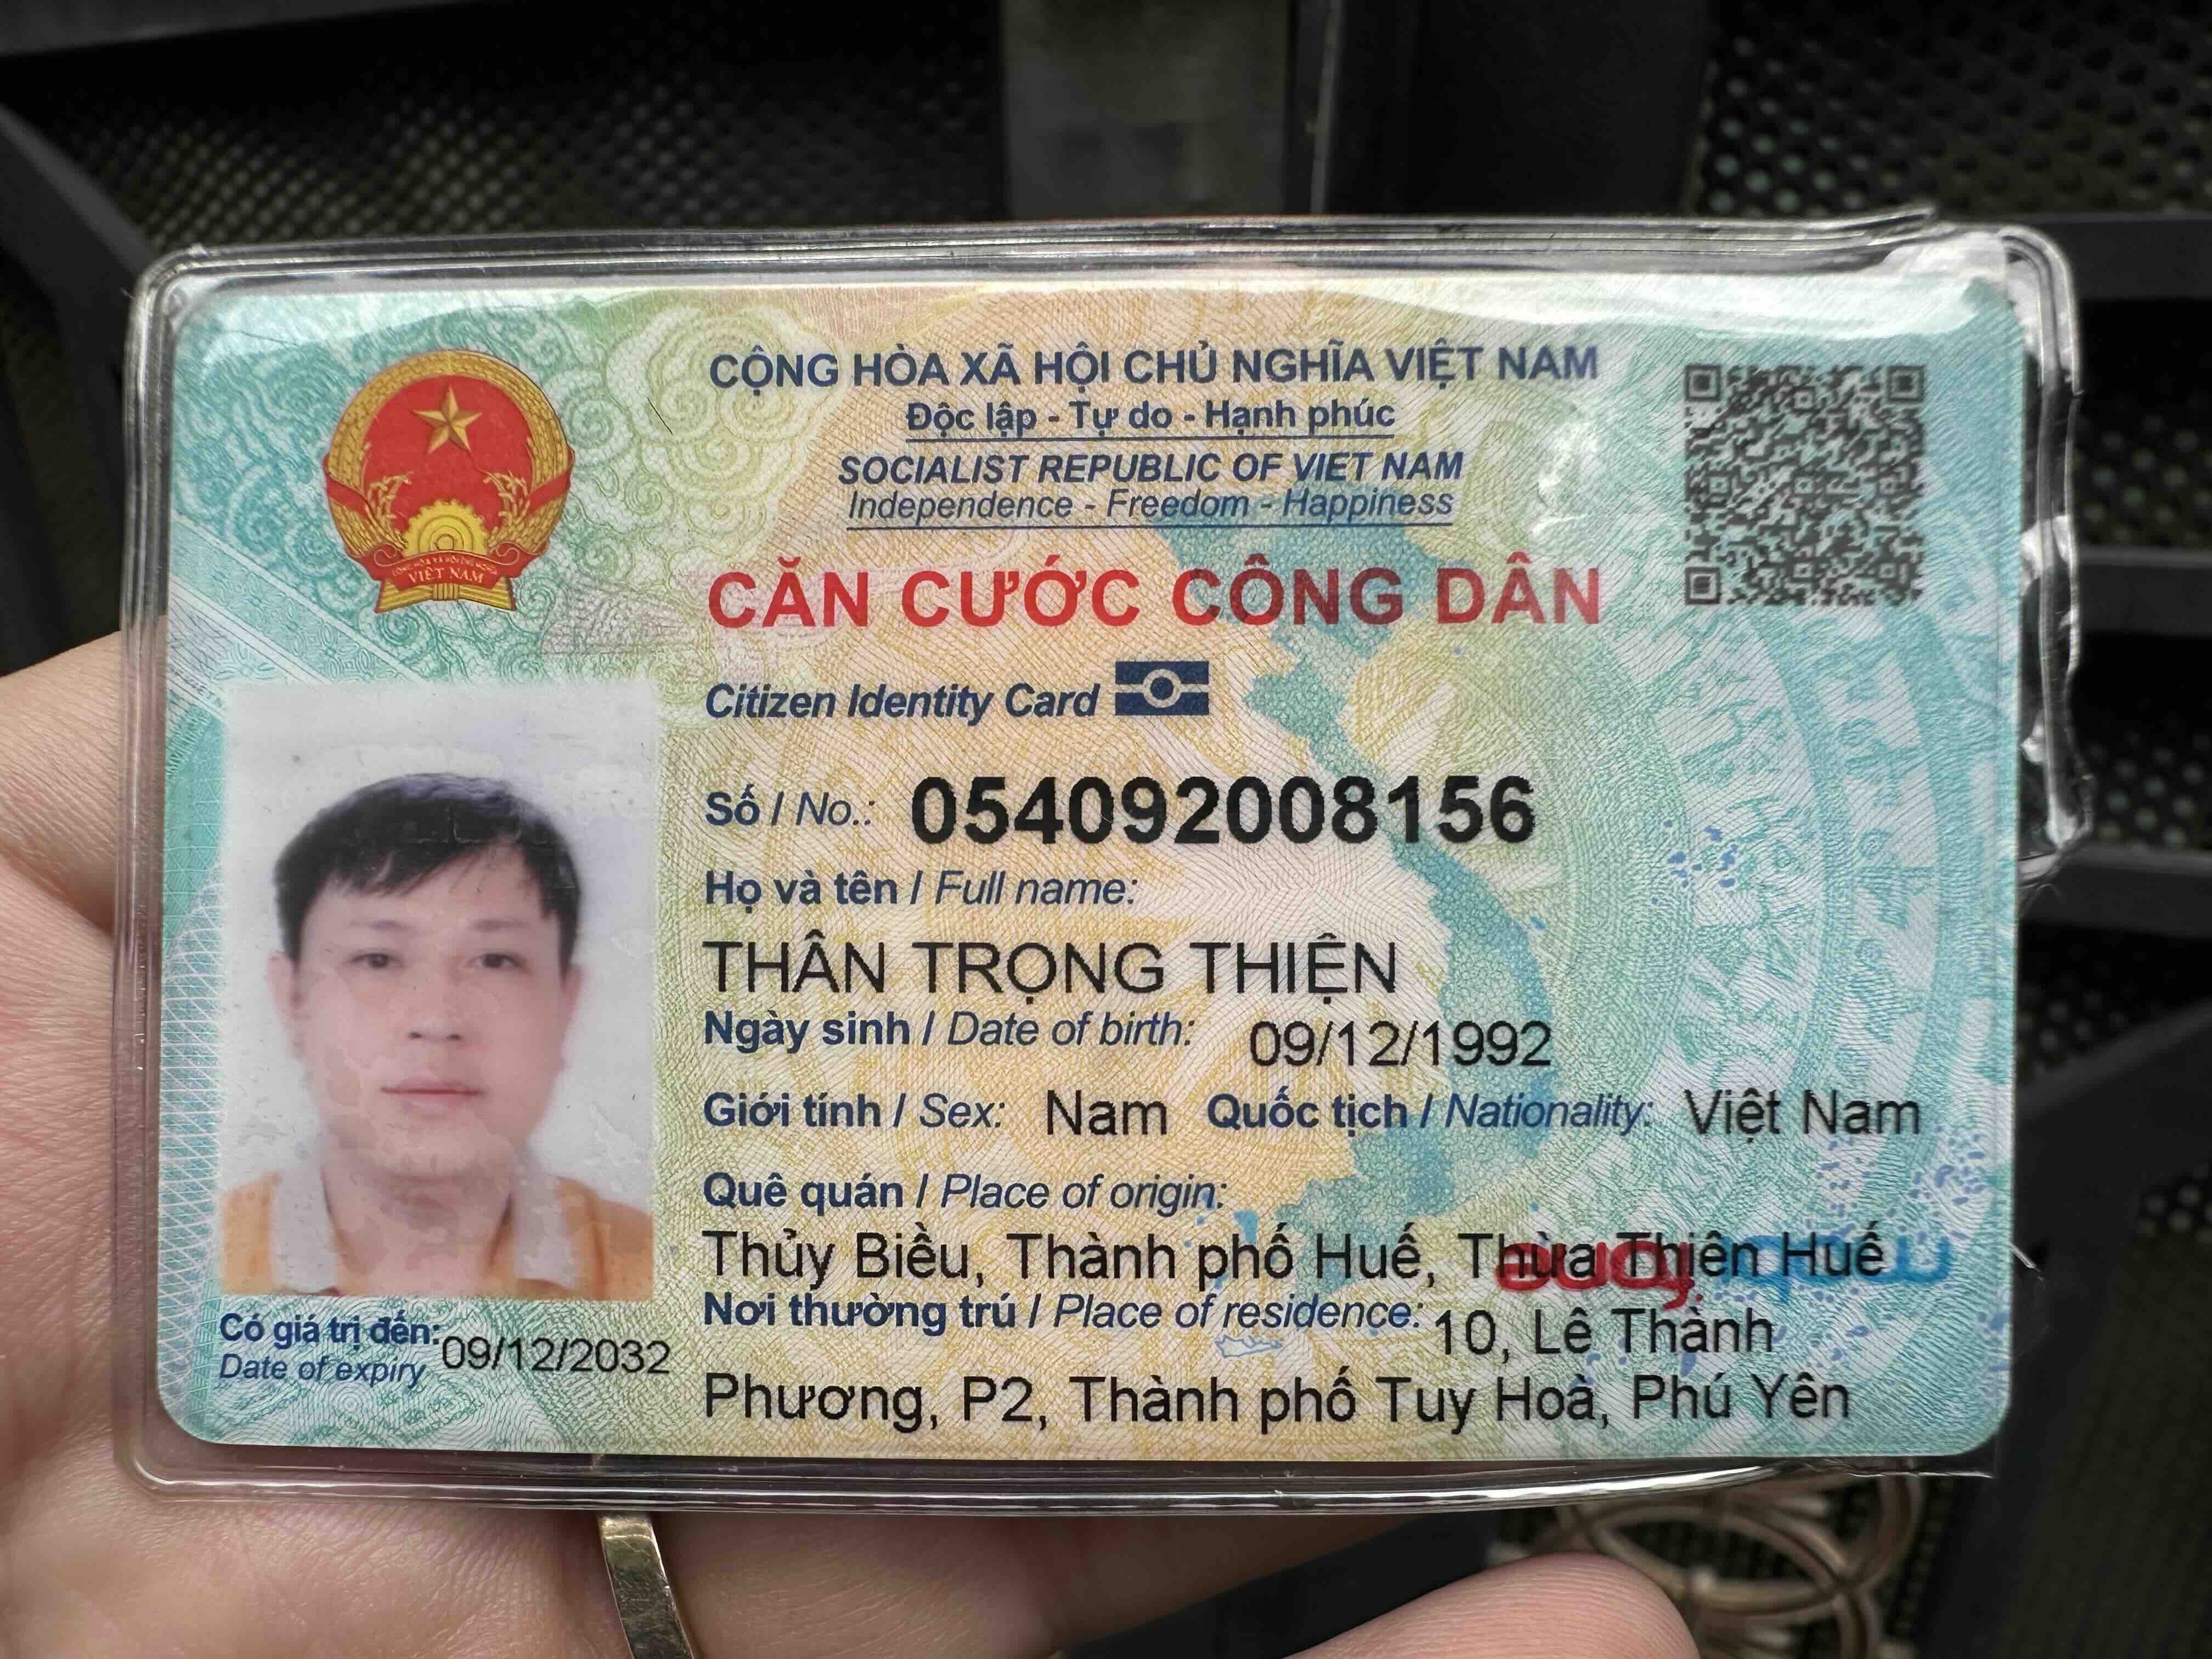 CỘNG HÒA XÃ HỘI CHỦ NGHĨA VIỆT NAM
Độc lập - Tự do - Hạnh phúc
SOCIALIST REPUBLIC OF VIET NAM
Independence - Freedom - Happiness
CĂN CƯỚC CÔNG DÂN
Citizen Identity Card
VIỆT NAM
Số / No.: 054092008156
Họ và tên / Full name:
THÂN TRỌNG THIỆN
Ngày sinh / Date of birth: 09/12/1992
Giới tính / Sex: Nam Quốc tịch / Nationality: Việt Nam
Quê quán / Place of origin:
Thủy Biều, Thành phố Huế, Thừa Thiên Huế
Nơi thường trú / Place of residence: 10, Lê Thành
Phương, P2, Thành phố Tuy Hoà, Phú Yên
Có giá trị đến: 09/12/2032
Date of expiry